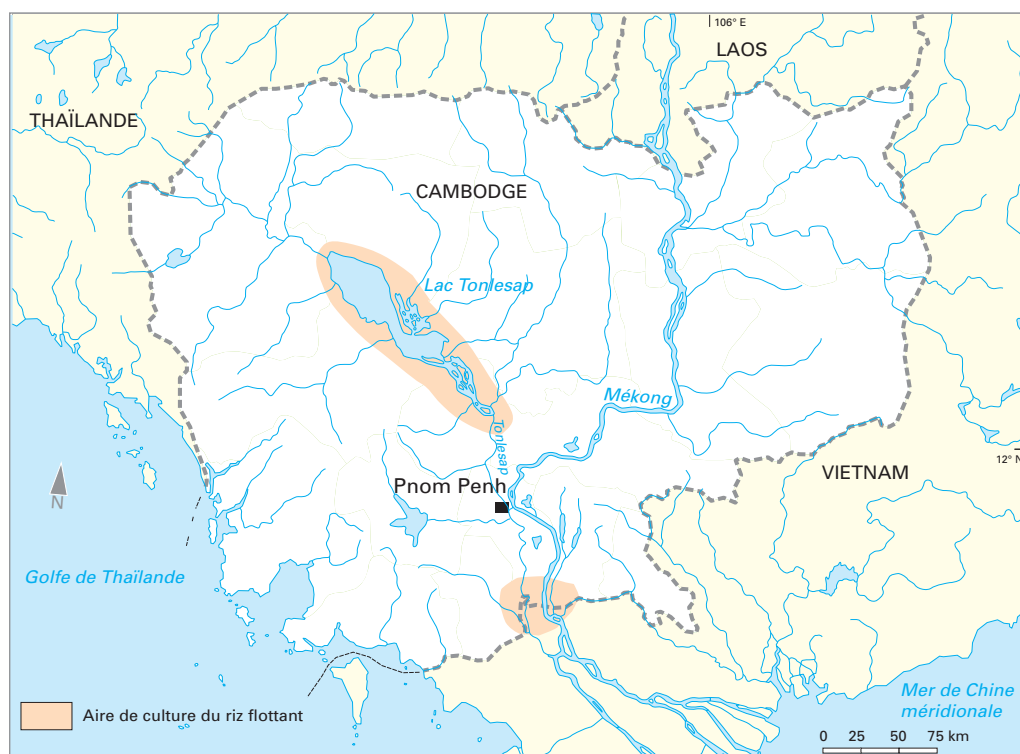 106° E
LAOS
THAÏLANDE
CAMBODGE
Lac Tonlesap
Mékong
Tonlesap
12° N
VIETNAM
Pnom Penh
N
Golfe de Thaïlande
Mer de Chine
méridionale
Aire de culture du riz flottant
0 25 50 75 km